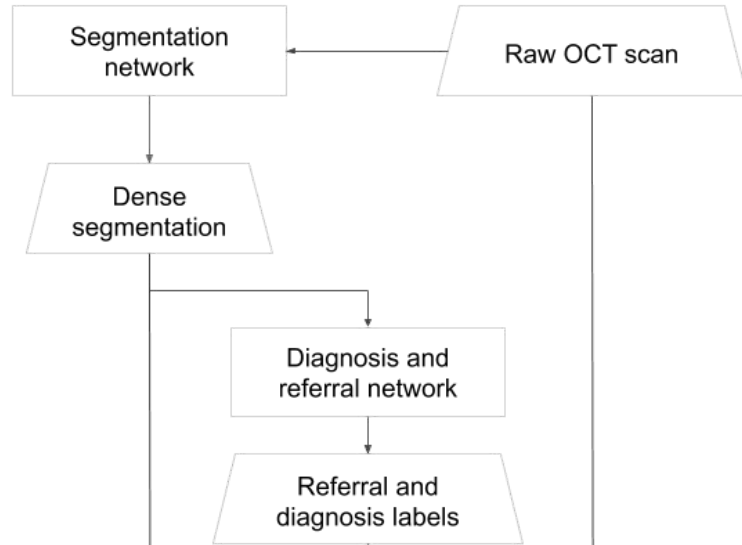 Segmentation
network
Raw OCT scan
Dense
segmentation
Diagnosis and
referral network
Referral and
diagnosis labels